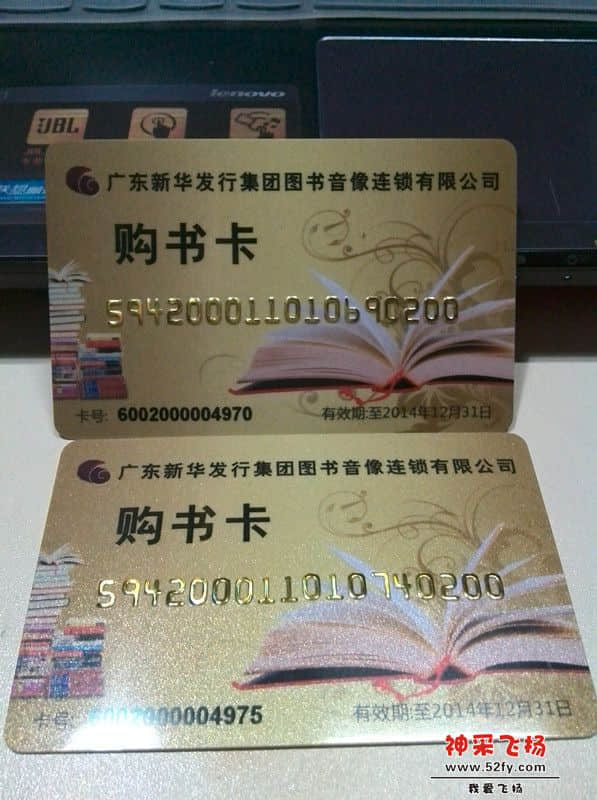 lenovo
JBL
广东新华发行集团图书音像连锁有限公司
购书卡
594200011010690200
卡号: 6002000004970
有效期:至2014年12月31日
广东新华发行集团图书音像连锁有限公司
购书卡
594200011010740200
卡号: 6002000004975
有效期:至2014年12月31日
神采飞扬
www.52fy.com
我爱飞扬